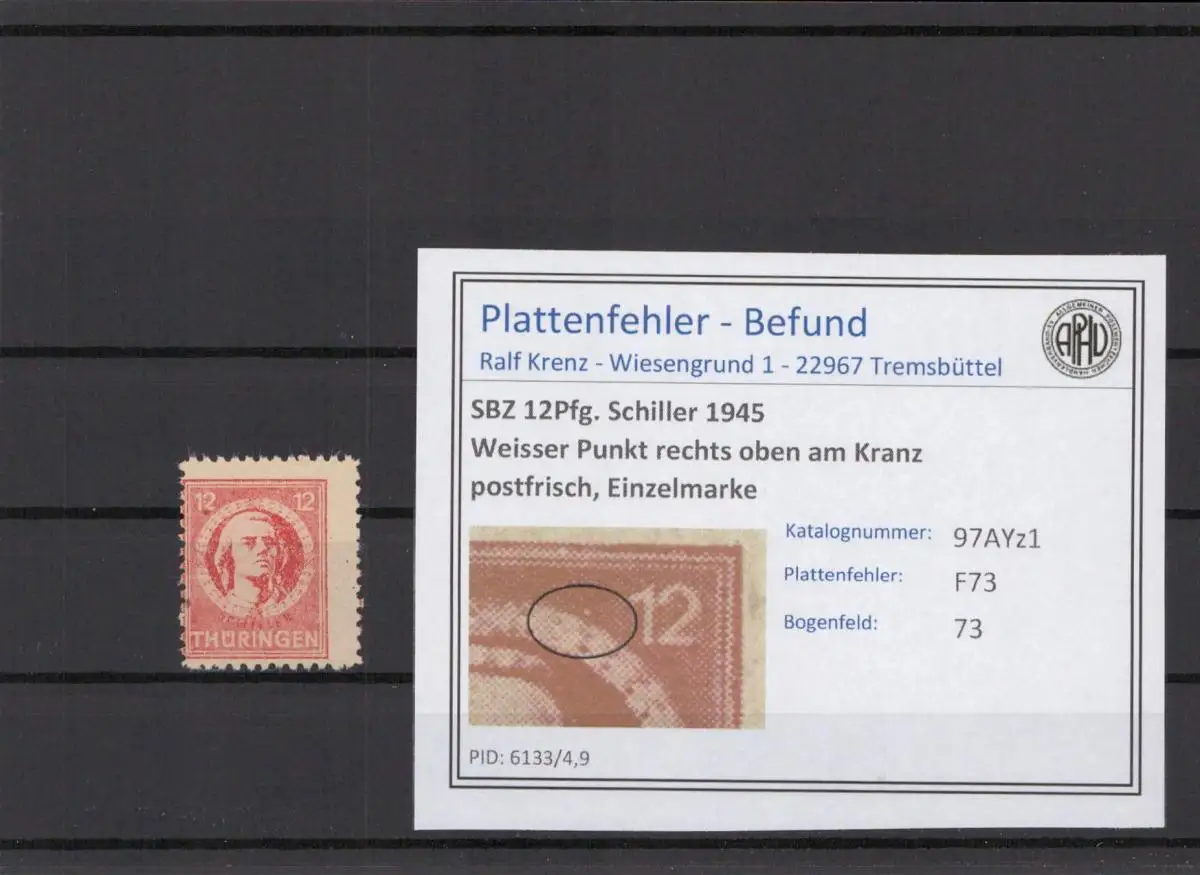 12 12
SCHILLER
THÜRINGEN
Plattenfehler - Befund
Ralf Krenz - Wiesengrund 1 - 22967 Tremsbüttel
APHV
SBZ 12Pfg. Schiller 1945
Weisser Punkt rechts oben am Kranz
postfrisch, Einzelmarke
12
Katalognummer: 97AYz1
Plattenfehler: F73
Bogenfeld: 73
PID: 6133/4,9